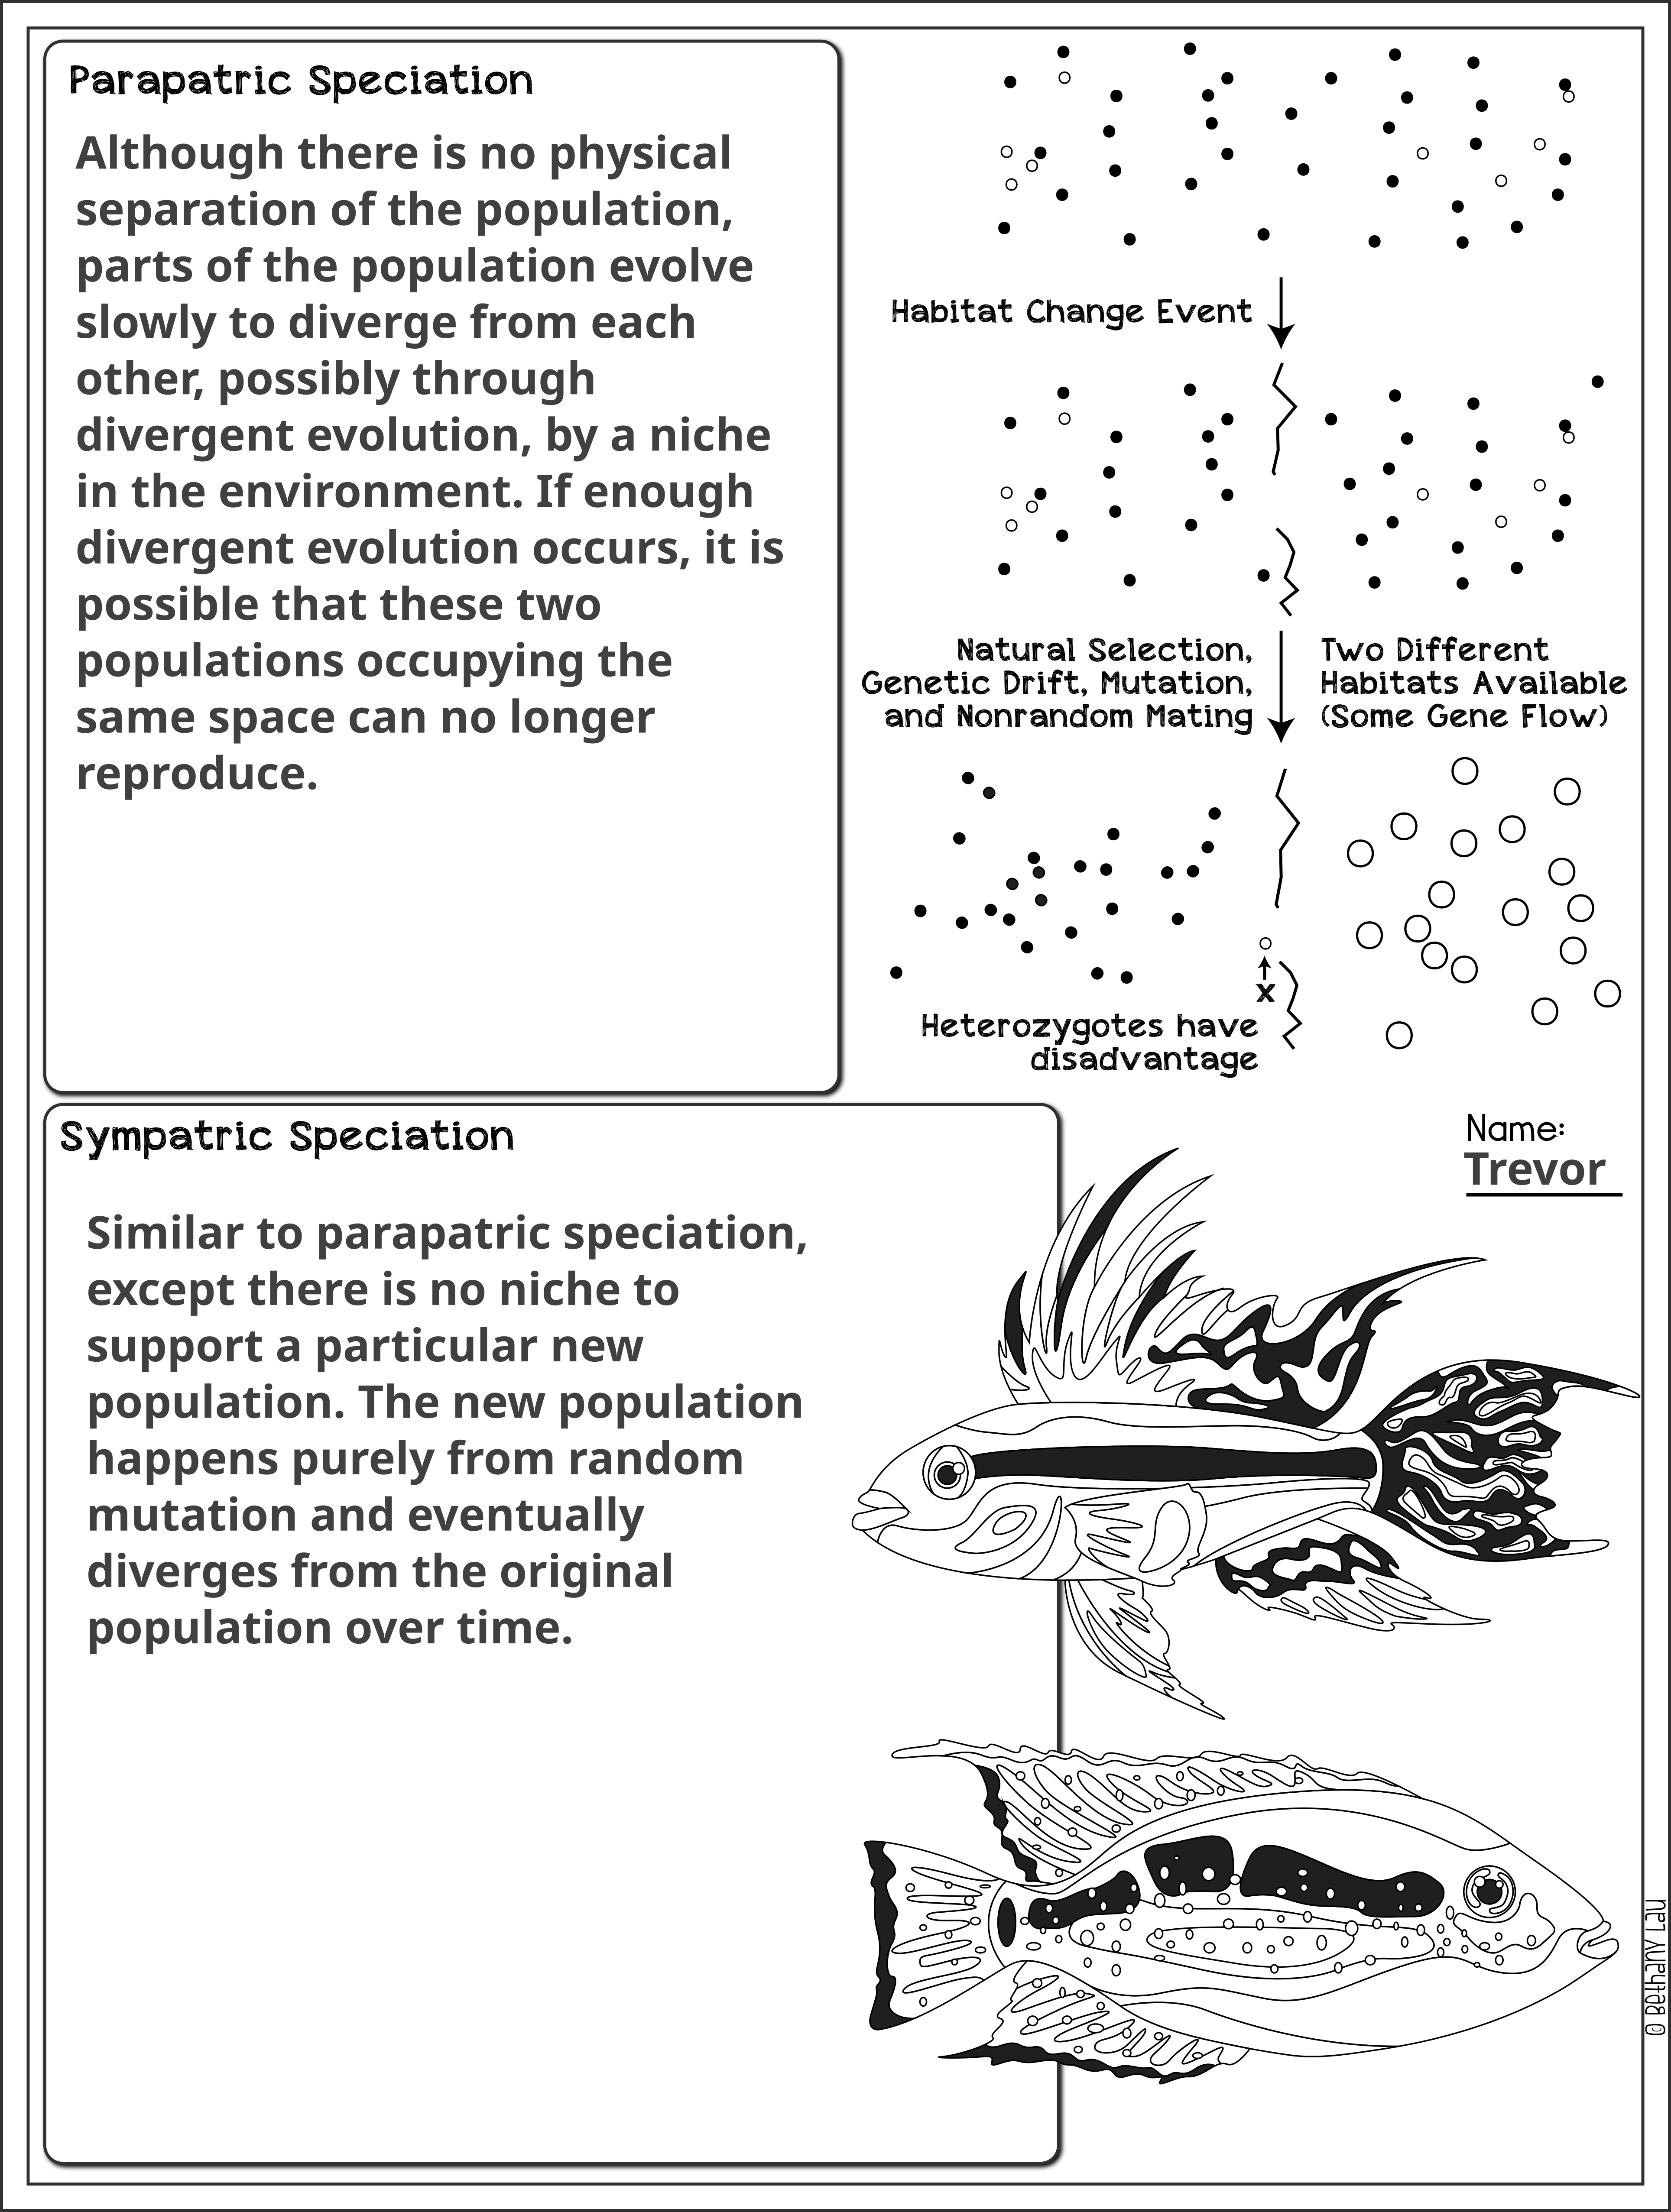 Parapatric Speciation
Although there is no physical
separation of the population,
parts of the population evolve
slowly to diverge from each
other, possibly through
divergent evolution, by a niche
in the environment. If enough
divergent evolution occurs, it is
possible that these two
populations occupying the
same space can no longer
reproduce.
Habitat Change Event
Natural Selection,
Genetic Drift, Mutation,
and Nonrandom Mating
Two Different
Habitats Available
(Some Gene Flow)
x
Heterozygotes have
disadvantage
Sympatric Speciation
Name:
Trevor
Similar to parapatric speciation,
except there is no niche to
support a particular new
population. The new population
happens purely from random
mutation and eventually
diverges from the original
population over time.
© Bethany Lau